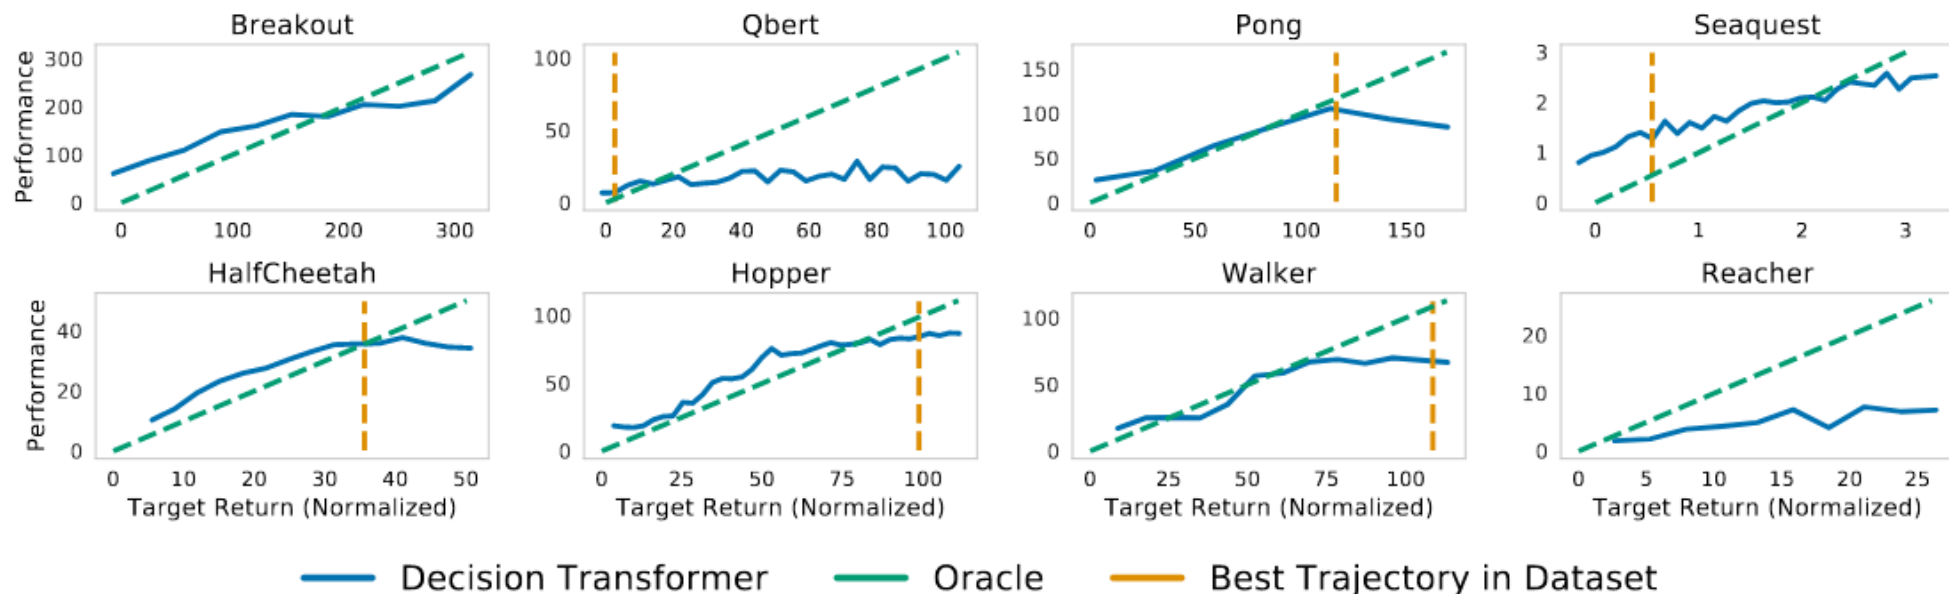 Breakout Qbert Pong Seaquest
Performance
300
200
100
0
0 100 200 300
100
50
0
0 20 40 60 80 100
150
100
50
0
0 50 100 150
3
2
1
0
0 1 2 3
HalfCheetah Hopper Walker Reacher
Performance
40
20
0
0 10 20 30 40 50
Target Return (Normalized)
100
50
0
0 25 50 75 100
Target Return (Normalized)
100
50
0
0 25 50 75 100
Target Return (Normalized)
20
10
0
0 5 10 15 20 25
Target Return (Normalized)
Decision Transformer Oracle Best Trajectory in Dataset